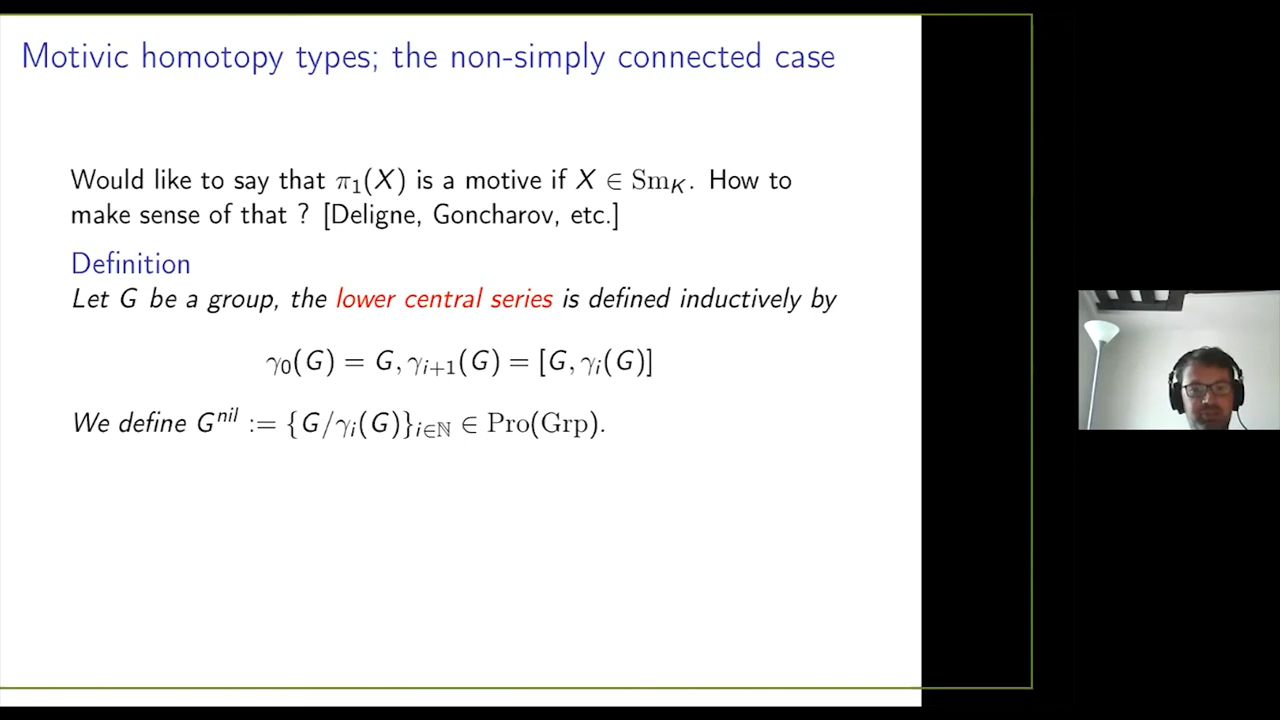 Motivic homotopy types; the non-simply connected case
Would like to say that π₁(X) is a motive if X ∈ Sm_K. How to
make sense of that ? [Deligne, Goncharov, etc.]
Definition
Let G be a group, the lower central series is defined inductively by
γ₀(G) = G, γᵢ₊₁(G) = [G, γᵢ(G)]
We define Gⁿⁱˡ := {G/γᵢ(G)}_{i∈ℕ} ∈ Pro(Grp).